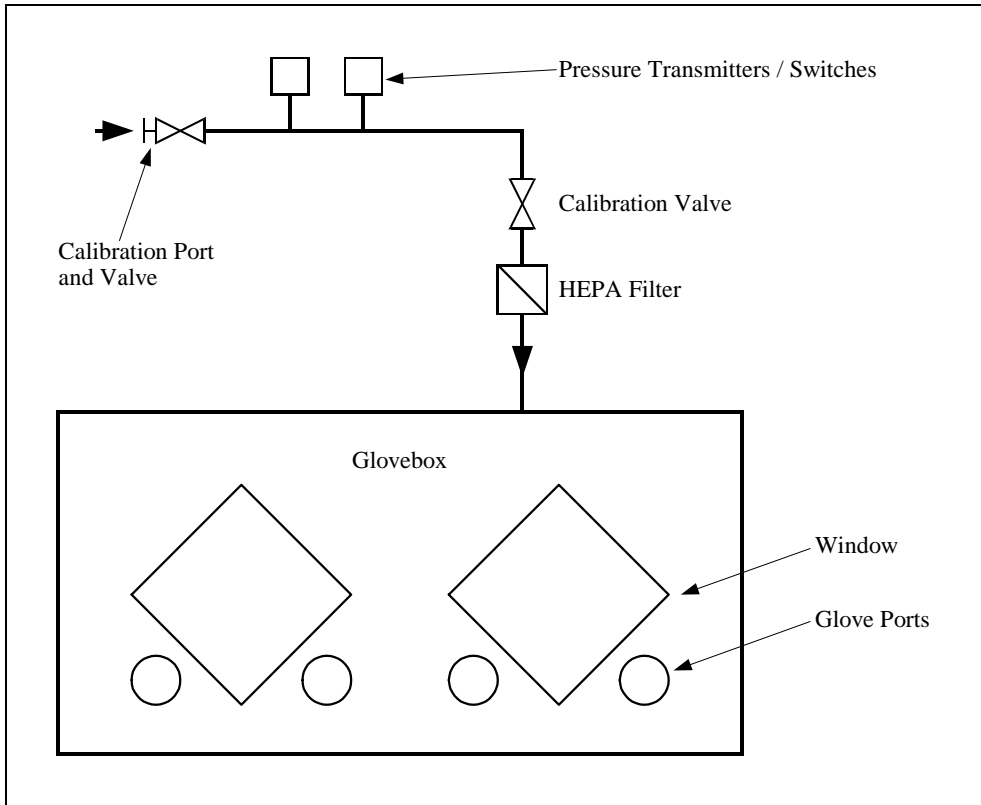 Pressure Transmitters / Switches
Calibration Valve
Calibration Port
and Valve
HEPA Filter
Glovebox
Window
Glove Ports